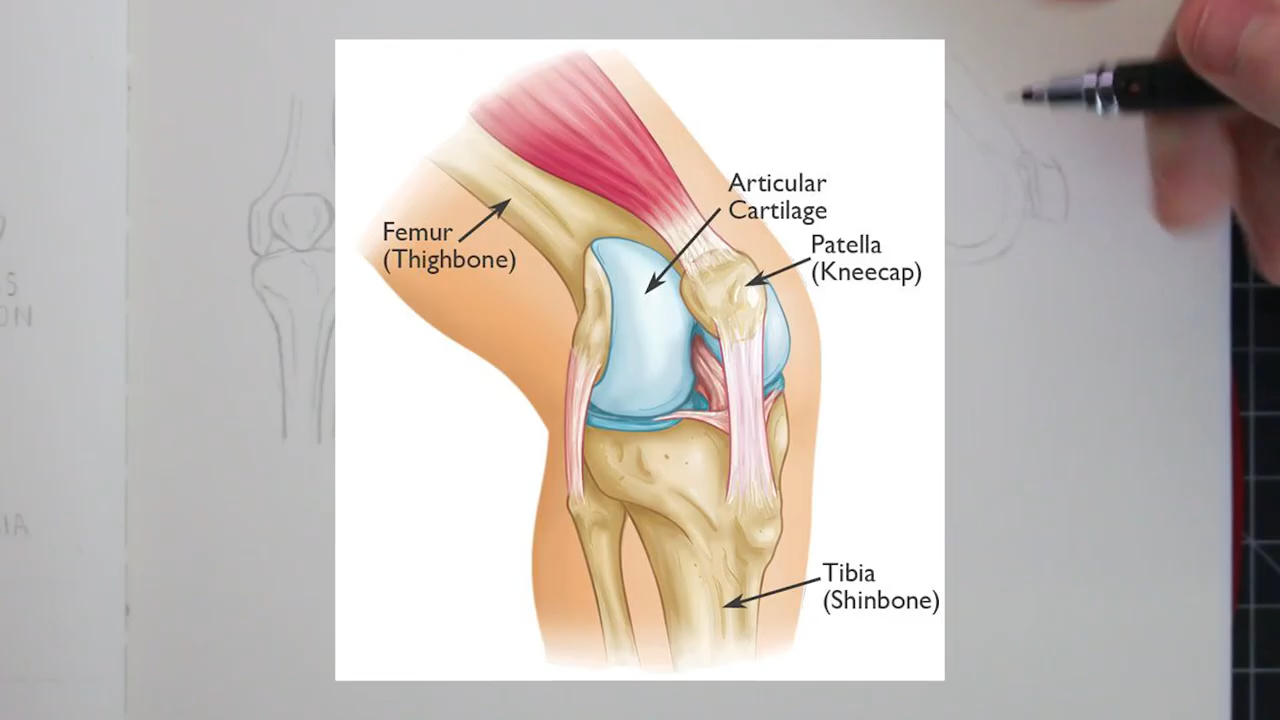 Articular
Cartilage
Femur
(Thighbone)
Patella
(Kneecap)
Tibia
(Shinbone)